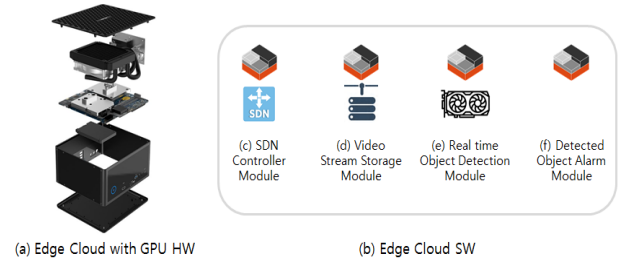 SDN
(c) SDN
Controller
Module
(d) Video
Stream Storage
Module
(e) Real time
Object Detection
Module
(f) Detected
Object Alarm
Module
(a) Edge Cloud with GPU HW
(b) Edge Cloud SW